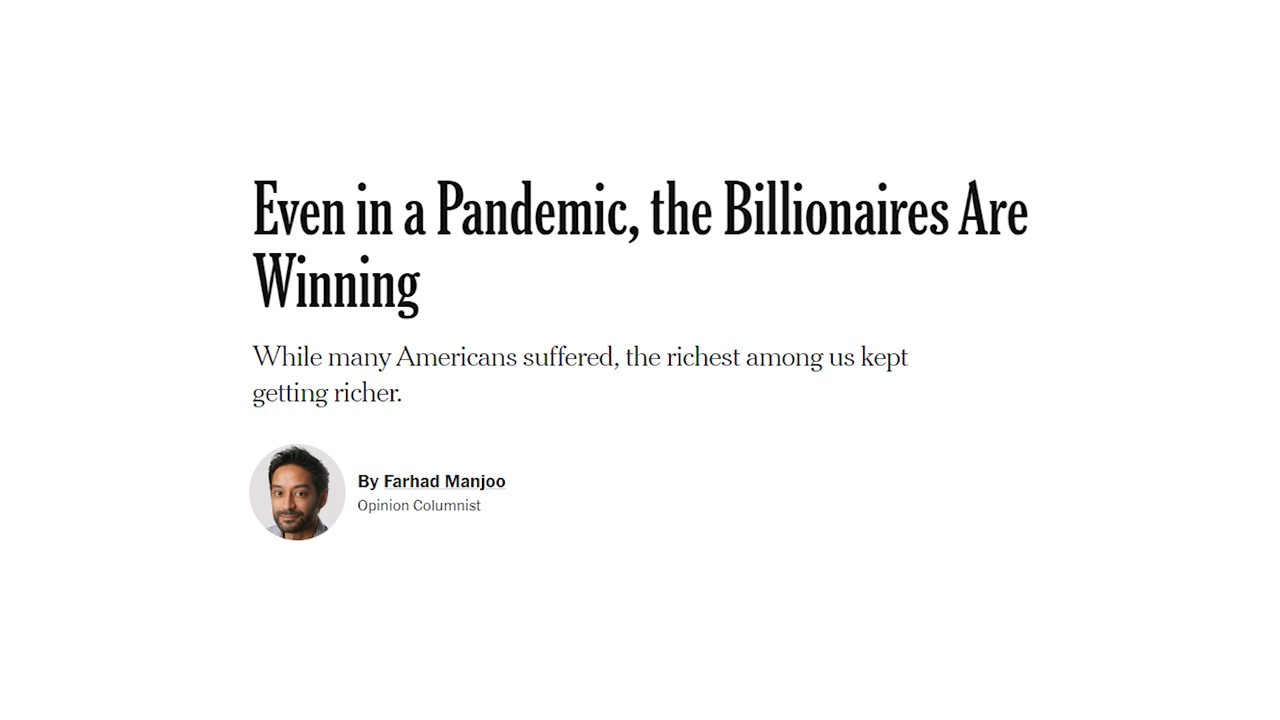 Even in a Pandemic, the Billionaires Are
Winning
While many Americans suffered, the richest among us kept
getting richer.
By Farhad Manjoo
Opinion Columnist